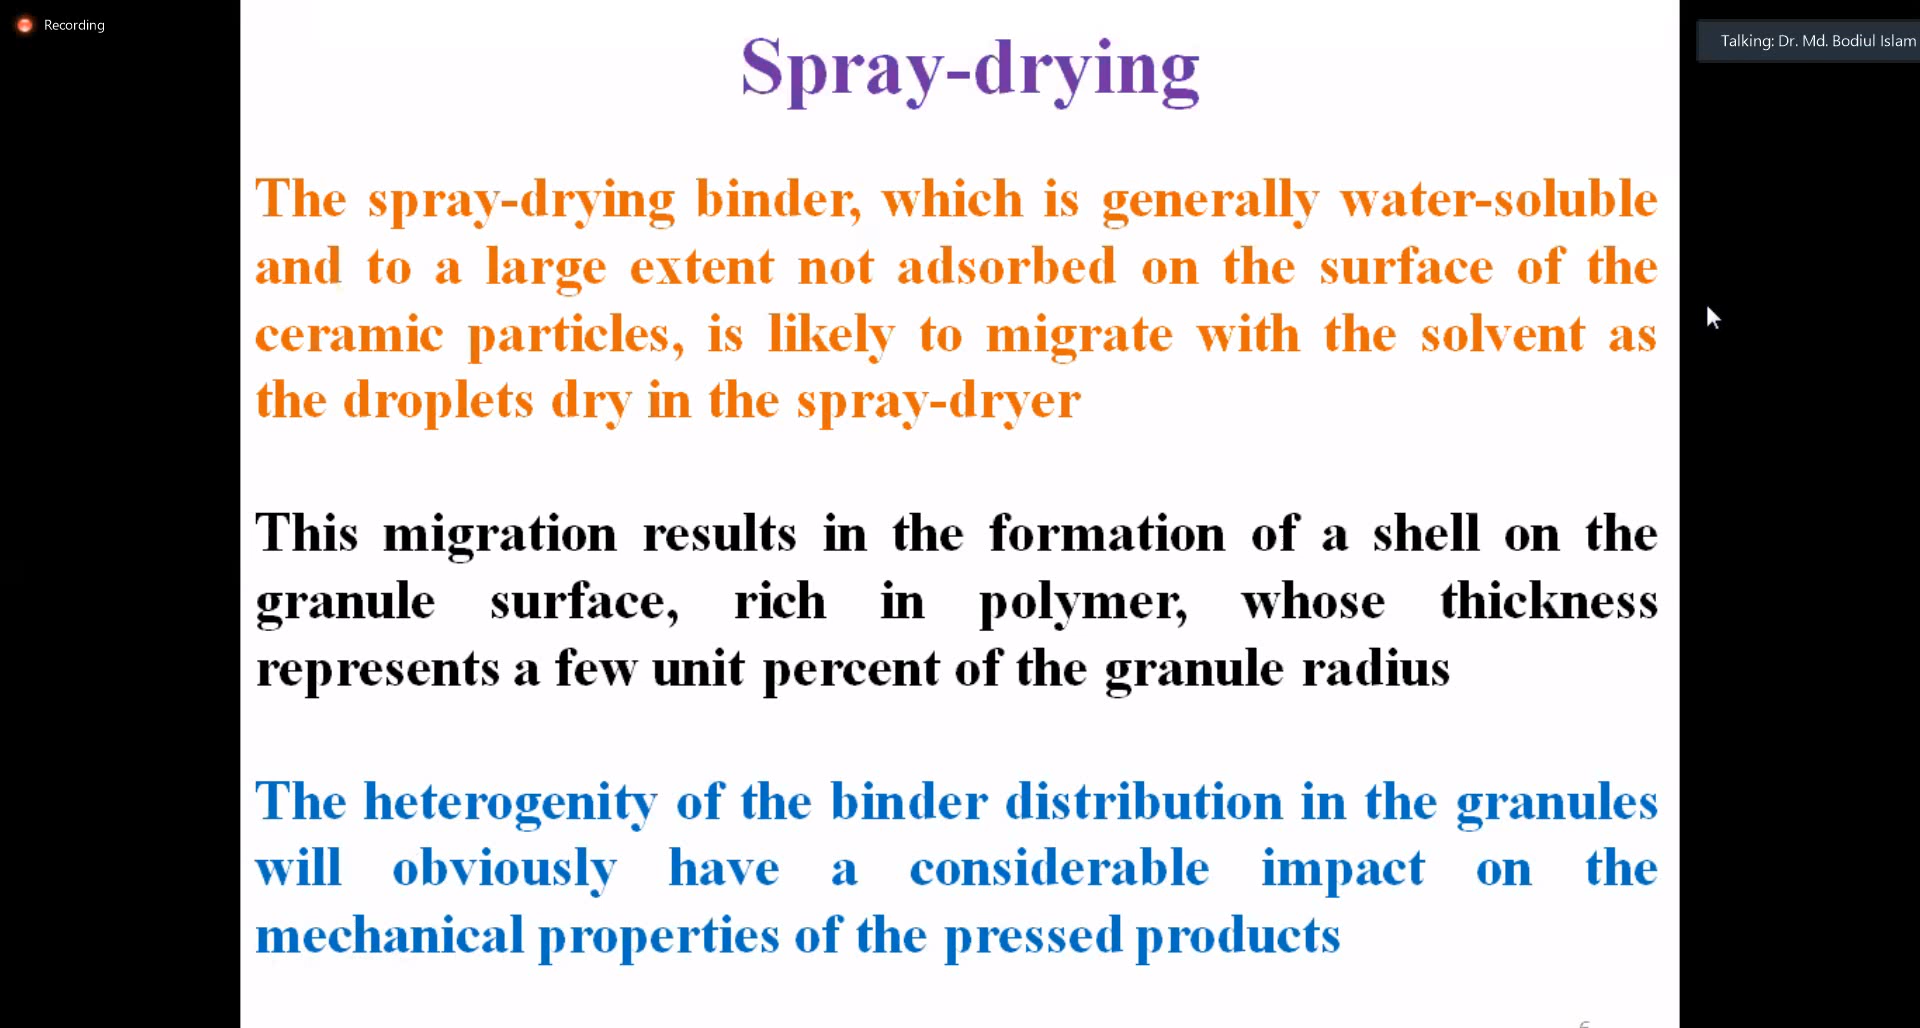 Recording
Talking: Dr. Md. Bodiul Islam
Spray-drying
The spray-drying binder, which is generally water-soluble
and to a large extent not adsorbed on the surface of the
ceramic particles, is likely to migrate with the solvent as
the droplets dry in the spray-dryer
This migration results in the formation of a shell on the
granule surface, rich in polymer, whose thickness
represents a few unit percent of the granule radius
The heterogenity of the binder distribution in the granules
will obviously have a considerable impact on the
mechanical properties of the pressed products